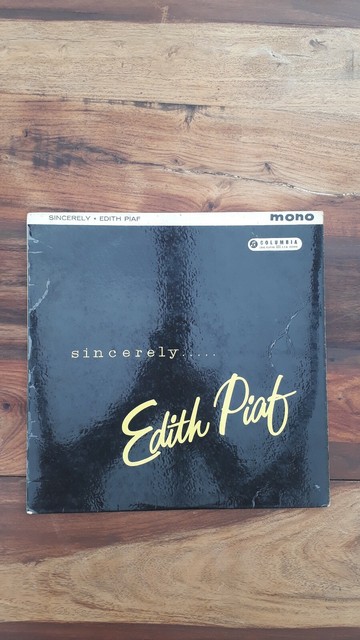 SINCERELY • EDITH PIAF
mono
COLUMBIA
sincerely.....
Edith Piaf